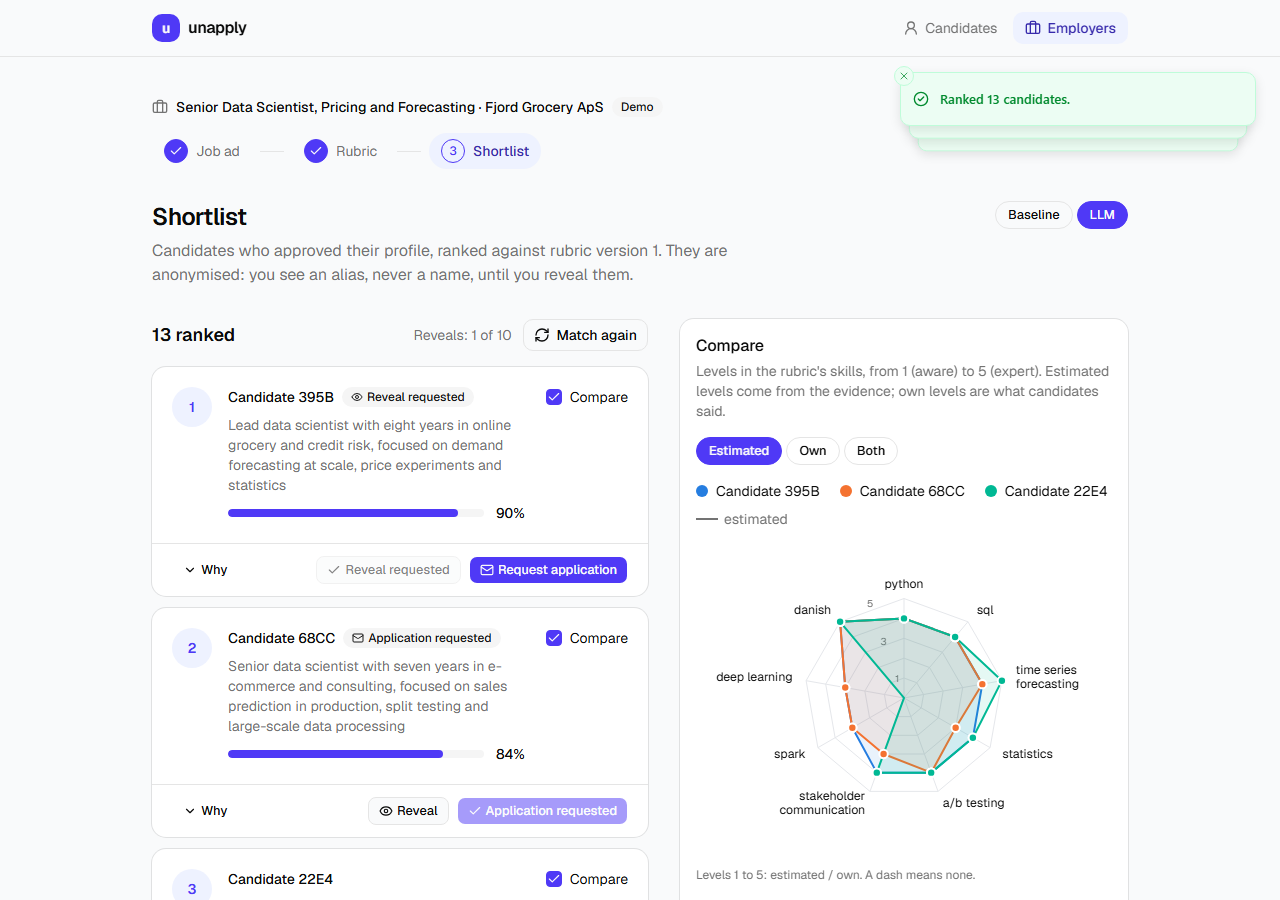 u unapply
Candidates
Employers
Ranked 13 candidates.
Senior Data Scientist, Pricing and Forecasting · Fjord Grocery ApS
Demo
Job ad
Rubric
3 Shortlist
Shortlist
Baseline
LLM
Candidates who approved their profile, ranked against rubric version 1. They are
anonymised: you see an alias, never a name, until you reveal them.
13 ranked
Reveals: 1 of 10
Match again
1
Candidate 395B
Reveal requested
Compare
Lead data scientist with eight years in online
grocery and credit risk, focused on demand
forecasting at scale, price experiments and
statistics
90%
Why
Reveal requested
Request application
2
Candidate 68CC
Application requested
Compare
Senior data scientist with seven years in e-
commerce and consulting, focused on sales
prediction in production, split testing and
large-scale data processing
84%
Why
Reveal
Application requested
3
Candidate 22E4
Compare
Compare
Levels in the rubric's skills, from 1 (aware) to 5 (expert). Estimated
levels come from the evidence; own levels are what candidates
said.
Estimated
Own
Both
Candidate 395B
Candidate 68CC
Candidate 22E4
estimated
python
sql
time series
forecasting
statistics
a/b testing
stakeholder
communication
spark
deep learning
danish
5
3
1
Levels 1 to 5: estimated / own. A dash means none.